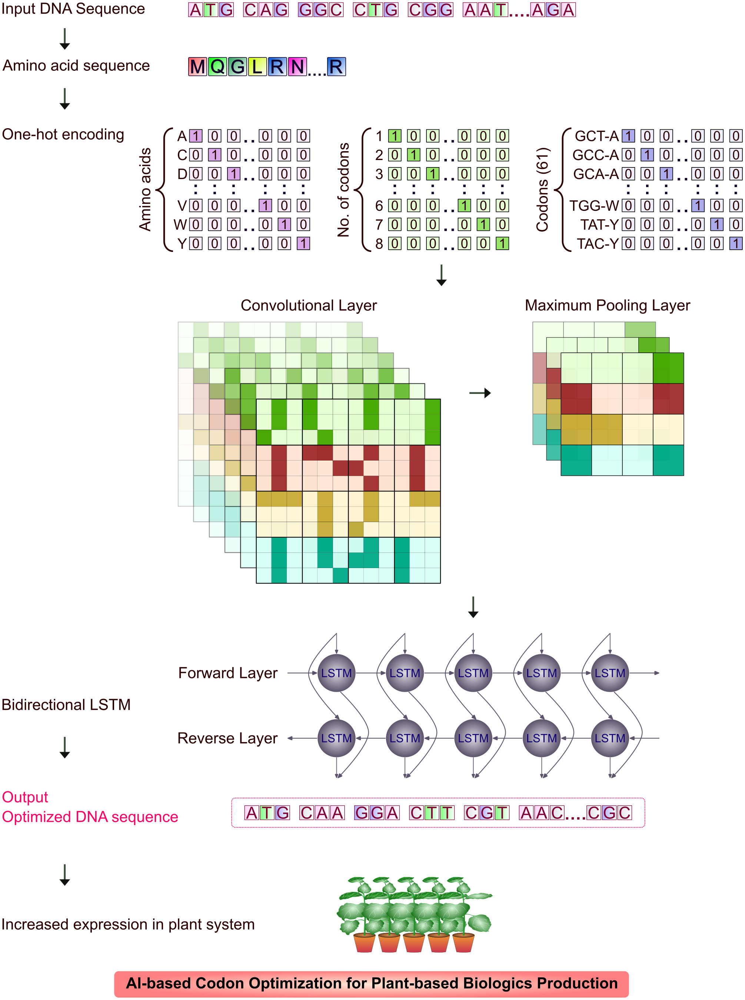 Input DNA Sequence ATG CAG GGC CTG CGG AAT....AGA
Amino acid sequence MQGLRN....R
One-hot encoding
Amino acids
A 1 0 0 .. 0 0 0
C 0 1 0 .. 0 0 0
D 0 0 1 .. 0 0 0
: : : : : :
V 0 0 0 .. 1 0 0
W 0 0 0 .. 0 1 0
Y 0 0 0 .. 0 0 1
No. of codons
1 1 0 0 .. 0 0 0
2 0 1 0 .. 0 0 0
3 0 0 1 .. 0 0 0
: : : : : :
6 0 0 0 .. 1 0 0
7 0 0 0 .. 0 1 0
8 0 0 0 .. 0 0 1
Codons (61)
GCT-A 1 0 0 .. 0 0 0
GCC-A 0 1 0 .. 0 0 0
GCA-A 0 0 1 .. 0 0 0
: : : : : :
TGG-W 0 0 0 .. 1 0 0
TAT-Y 0 0 0 .. 0 1 0
TAC-Y 0 0 0 .. 0 0 1
Convolutional Layer
Maximum Pooling Layer
Bidirectional LSTM
Forward Layer LSTM LSTM LSTM LSTM LSTM
Reverse Layer LSTM LSTM LSTM LSTM LSTM
Output
Optimized DNA sequence ATG CAA GGA CTT CGT AAC....CGC
Increased expression in plant system
AI-based Codon Optimization for Plant-based Biologics Production